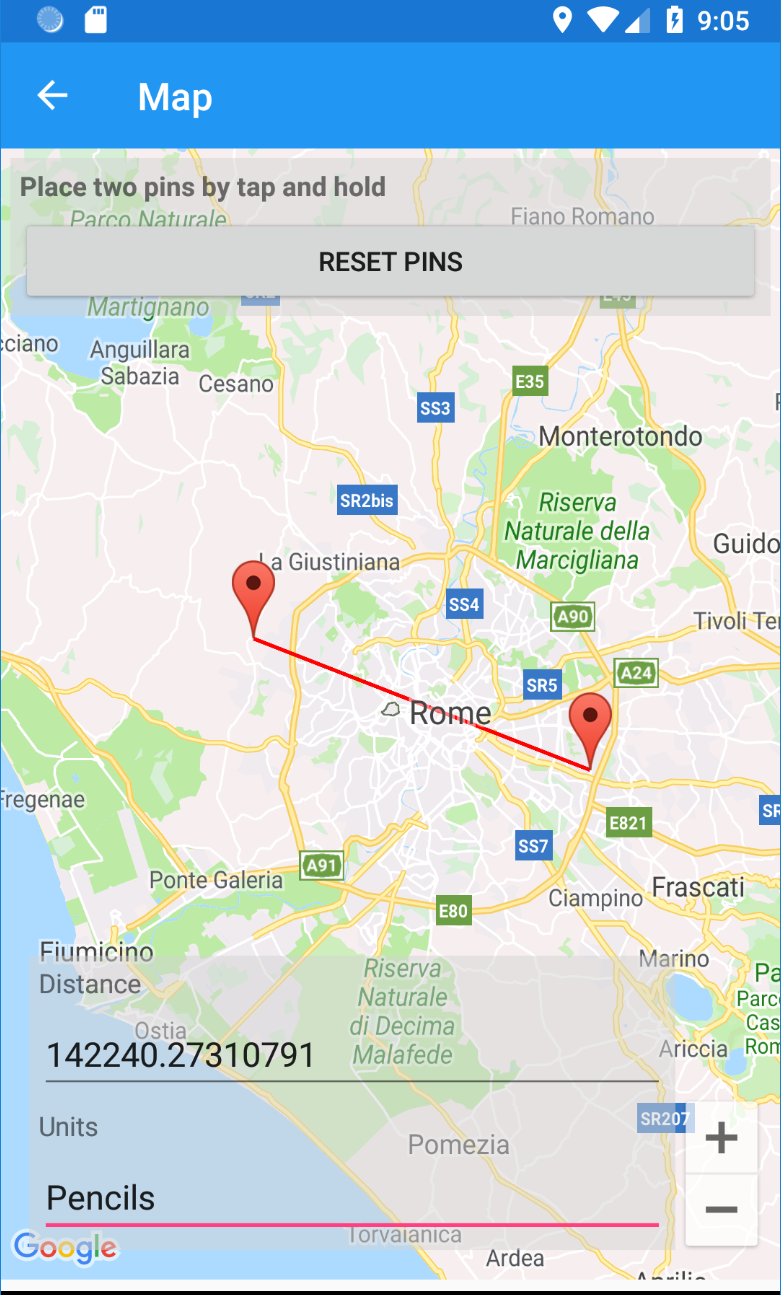 9:05
Map
Place two pins by tap and hold
Parco Naturale
Fiano Romano
RESET PINS
Martignano
E45
cciano
Anguillara
Sabazia
Cesano
E35
SS3
Monterotondo
SR2bis
Riserva
Naturale della
Marcigliana
Guido
La Giustiniana
SS4
A90
Tivoli Ter
A24
SR5
Rome
Fregenae
SR
E821
SS7
A91
Ponte Galeria
Frascati
Ciampino
E80
Fiumicino
Marino
Distance
Riserva
Naturale
di Decima
Malafede
Pa
Parco
Cas
Rom
Ostia
142240.27310791
Ariccia
Units
SR207
+
Pomezia
Pencils
−
Torvaianica
Google
Ardea
Aprilia